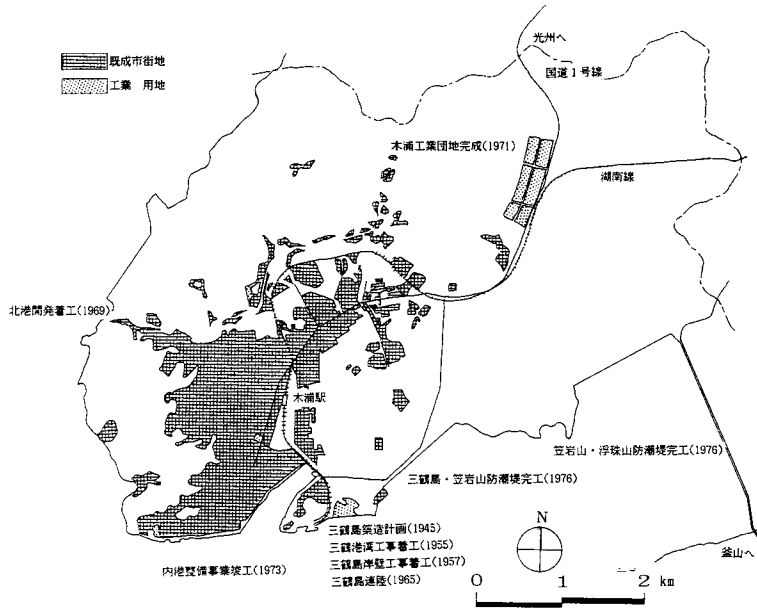 既成市街地
工業 用地
光州へ
国道1号線
木浦工業団地完成(1971)
湖南線
北港開発着工(1969)
木浦駅
笠岩山・浮珠山防潮堤完工(1976)
三鶴島・笠岩山防潮堤完工(1976)
三鶴島築造計画(1945)
三鶴港湾工事着工(1955)
三鶴島岸壁工事着工(1957)
三鶴島連陸(1965)
内港整備事業竣工(1973)
釜山へ
N
0 1 2 km